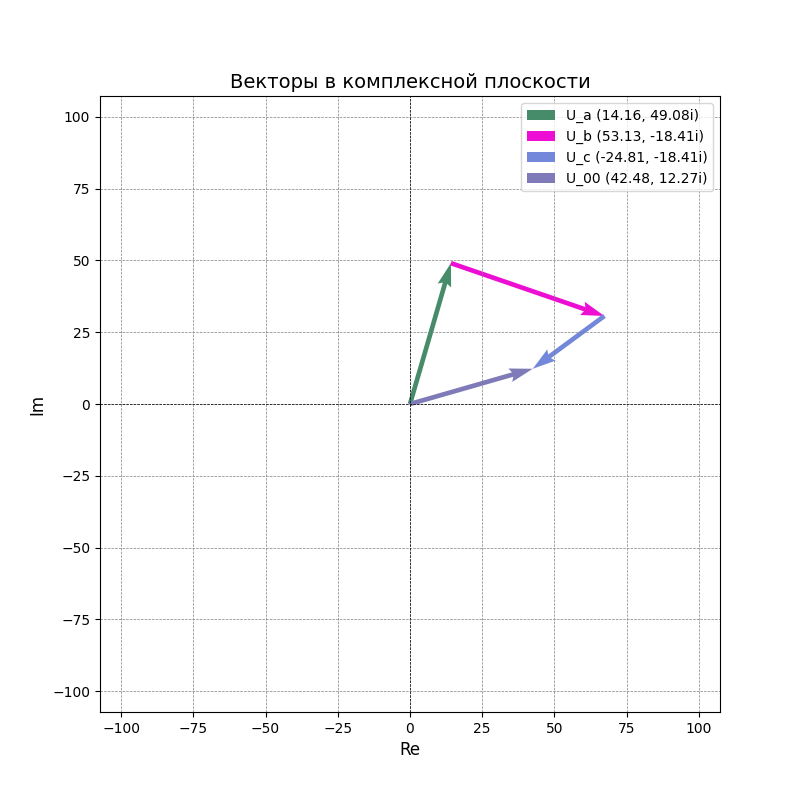 Векторы в комплексной плоскости
U_a (14.16, 49.08i)
U_b (53.13, -18.41i)
U_c (-24.81, -18.41i)
U_00 (42.48, 12.27i)
Im
100
75
50
25
0
−25
−50
−75
−100
−100 −75 −50 −25 0 25 50 75 100
Re